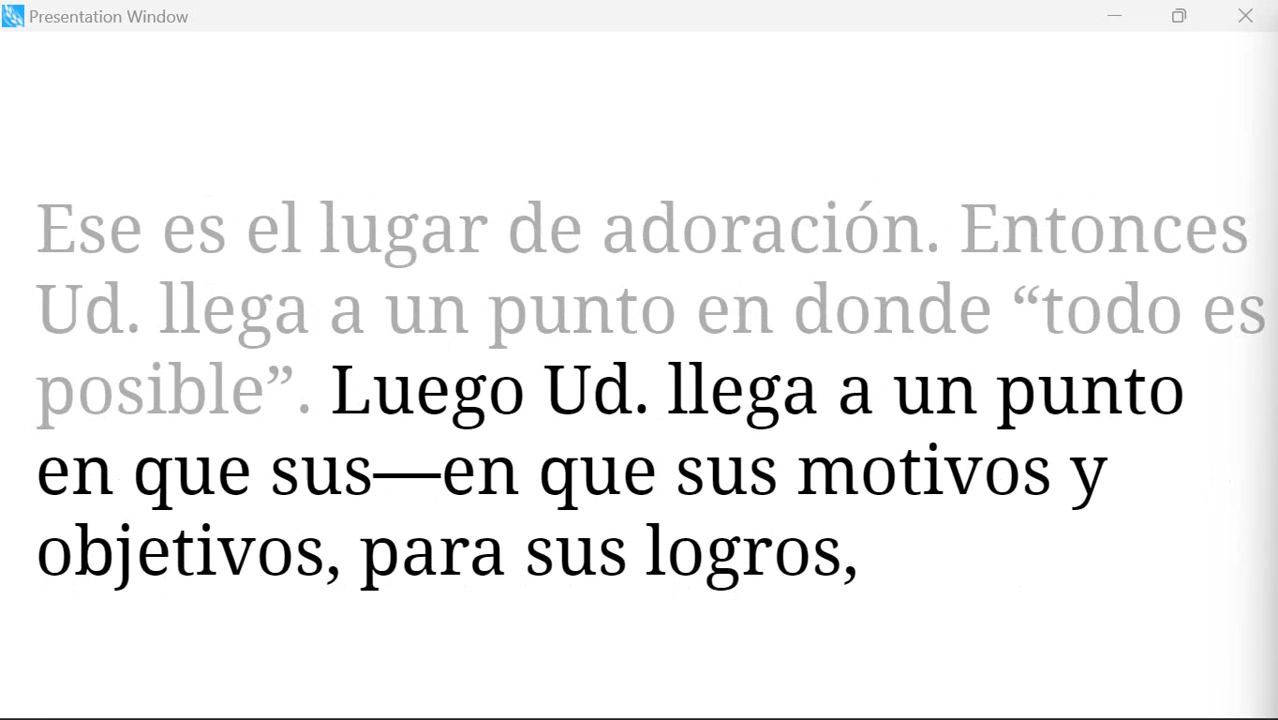 Presentation Window
Ese es el lugar de adoración. Entonces
Ud. llega a un punto en donde “todo es
posible”. Luego Ud. llega a un punto
en que sus—en que sus motivos y
objetivos, para sus logros,